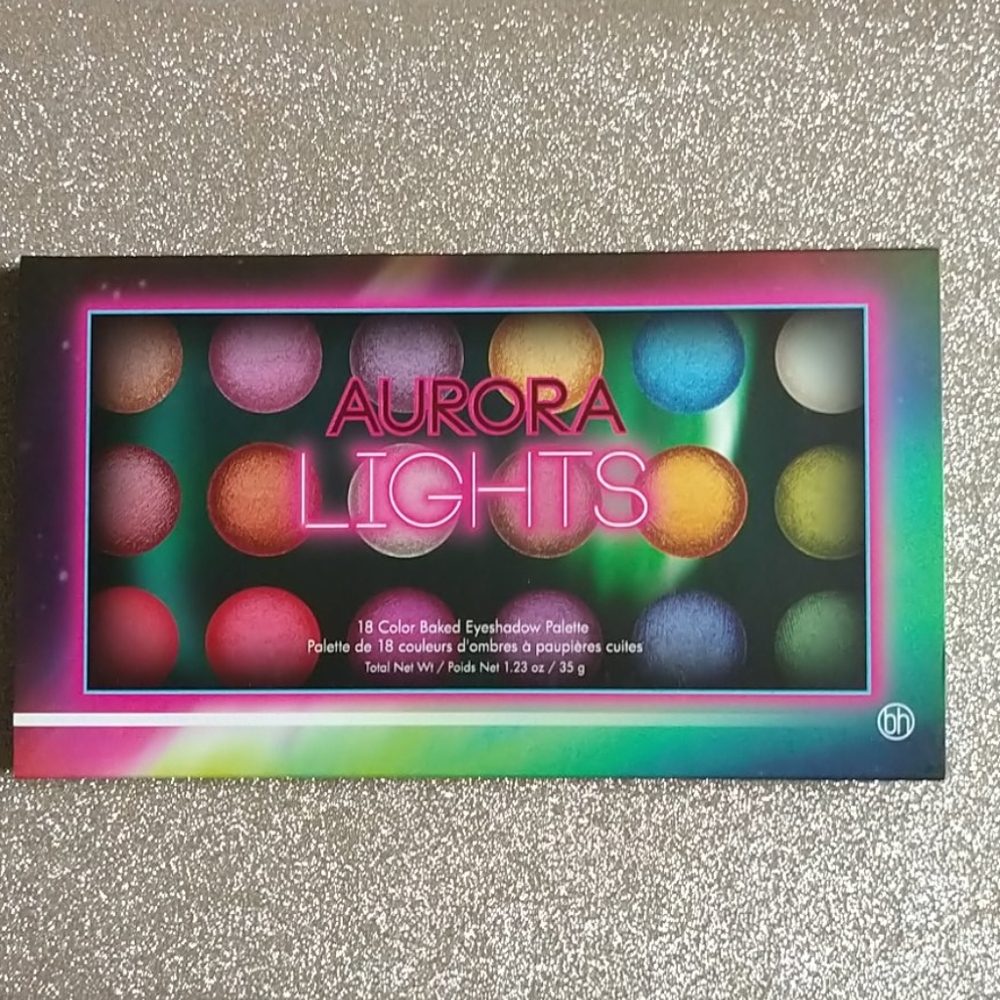 AURORA
LIGHTS
18 Color Baked Eyeshadow Palette
Palette de 18 couleurs d'ombres à paupières cuites
Total Net Wt / Poids Net 1.23 oz / 35 g
bh